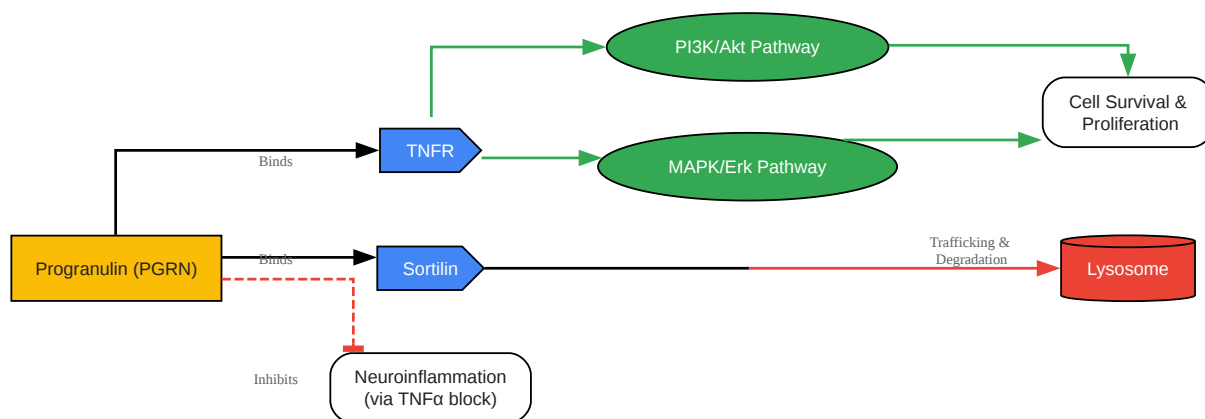 PI3K/Akt Pathway
Cell Survival &
Proliferation
TNFR
Binds
MAPK/Erk Pathway
Progranulin (PGRN)
Binds
Sortilin
Trafficking &
Degradation
Lysosome
Inhibits
Neuroinflammation
(via TNFα block)